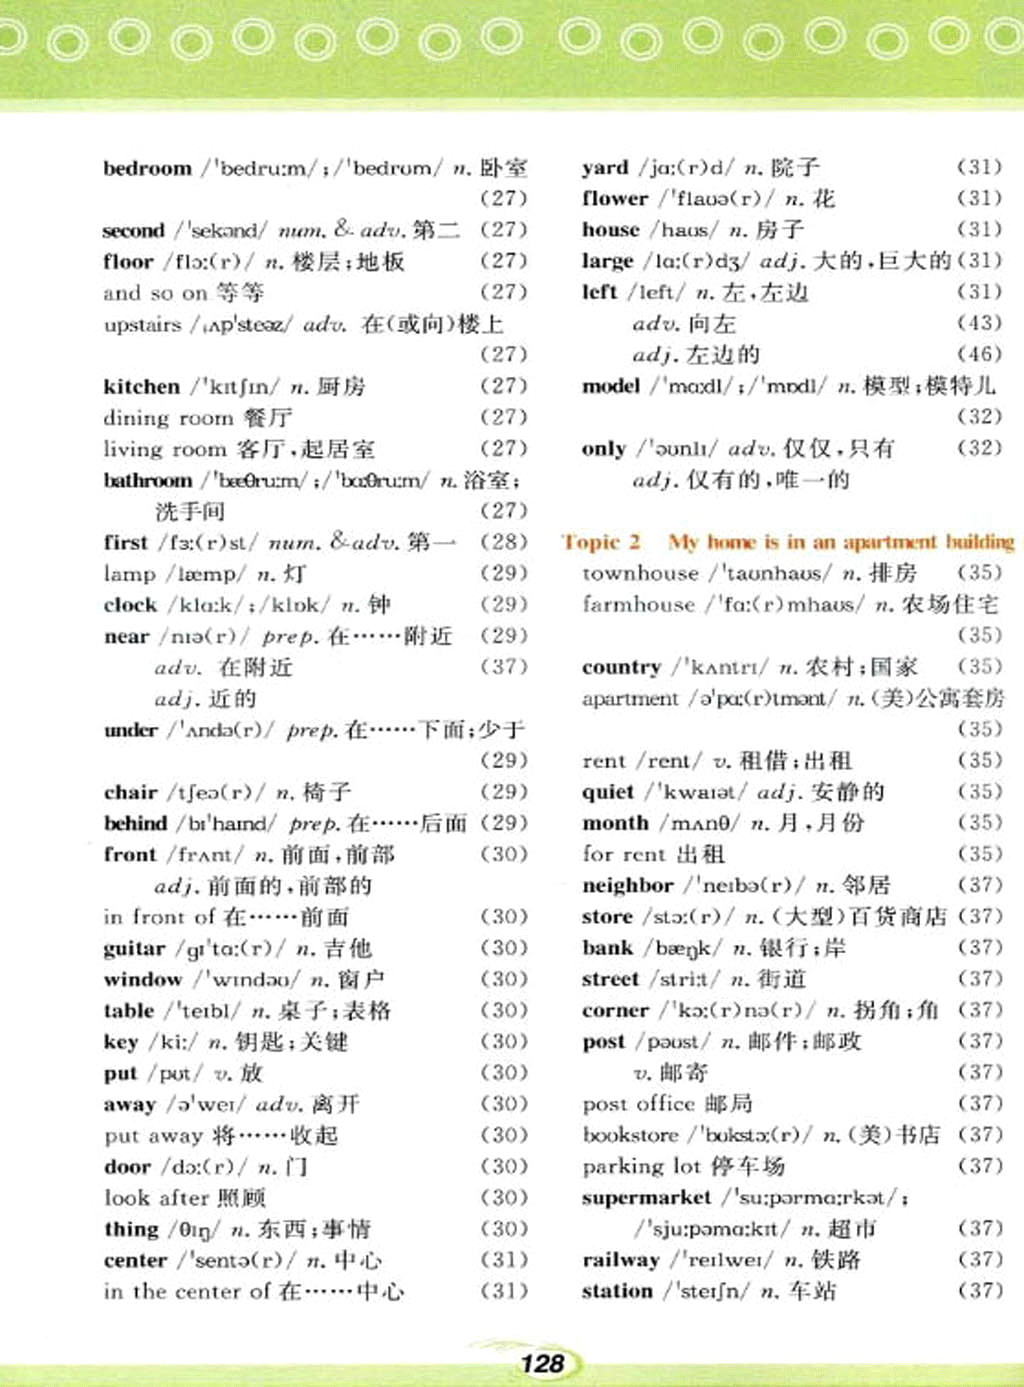 bedroom /ˈbedruːm/; /ˈbedrʊm/ n. 卧室
(27)
second /ˈsekənd/ num. & adv. 第二 (27)
floor /flɔː(r)/ n. 楼层;地板 (27)
and so on 等等 (27)
upstairs /ˌʌpˈsteəz/ adv. 在(或向)楼上
(27)
kitchen /ˈkɪtʃɪn/ n. 厨房 (27)
dining room 餐厅 (27)
living room 客厅,起居室 (27)
bathroom /ˈbæθruːm/; /ˈbɑːθruːm/ n. 浴室;
洗手间 (27)
first /fɜː(r)st/ num. & adv. 第一 (28)
lamp /læmp/ n. 灯 (29)
clock /klɑːk/; /klɒk/ n. 钟 (29)
near /nɪə(r)/ prep. 在……附近 (29)
adv. 在附近 (37)
adj. 近的
under /ˈʌndə(r)/ prep. 在……下面;少于
(29)
chair /tʃeə(r)/ n. 椅子 (29)
behind /bɪˈhaɪnd/ prep. 在……后面 (29)
front /frʌnt/ n. 前面,前部 (30)
adj. 前面的,前部的
in front of 在……前面 (30)
guitar /ɡɪˈtɑː(r)/ n. 吉他 (30)
window /ˈwɪndəʊ/ n. 窗户 (30)
table /ˈteɪbl/ n. 桌子;表格 (30)
key /kiː/ n. 钥匙;关键 (30)
put /pʊt/ v. 放 (30)
away /əˈweɪ/ adv. 离开 (30)
put away 将……收起 (30)
door /dɔː(r)/ n. 门 (30)
look after 照顾 (30)
thing /θɪŋ/ n. 东西;事情 (30)
center /ˈsentə(r)/ n. 中心 (31)
in the center of 在……中心 (31)
yard /jɑː(r)d/ n. 院子 (31)
flower /ˈflaʊə(r)/ n. 花 (31)
house /haʊs/ n. 房子 (31)
large /lɑː(r)dʒ/ adj. 大的,巨大的 (31)
left /left/ n. 左,左边 (31)
adv. 向左 (43)
adj. 左边的 (46)
model /ˈmɑːdl/; /ˈmɒdl/ n. 模型;模特儿
(32)
only /ˈəʊnlɪ/ adv. 仅仅,只有 (32)
adj. 仅有的,唯一的
Topic 2 My home is in an apartment building
townhouse /ˈtaʊnhaʊs/ n. 排房 (35)
farmhouse /ˈfɑː(r)mhaʊs/ n. 农场住宅
(35)
country /ˈkʌntrɪ/ n. 农村;国家 (35)
apartment /əˈpɑː(r)tmənt/ n. (美)公寓套房
(35)
rent /rent/ v. 租借;出租 (35)
quiet /ˈkwaɪət/ adj. 安静的 (35)
month /mʌnθ/ n. 月,月份 (35)
for rent 出租 (35)
neighbor /ˈneɪbə(r)/ n. 邻居 (37)
store /stɔː(r)/ n. (大型)百货商店 (37)
bank /bæŋk/ n. 银行;岸 (37)
street /striːt/ n. 街道 (37)
corner /ˈkɔː(r)nə(r)/ n. 拐角;角 (37)
post /pəʊst/ n. 邮件;邮政 (37)
v. 邮寄 (37)
post office 邮局 (37)
bookstore /ˈbʊkstɔː(r)/ n. (美)书店 (37)
parking lot 停车场 (37)
supermarket /ˈsuːpərmɑːrkət/;
/ˈsjuːpəmɑːkɪt/ n. 超市 (37)
railway /ˈreɪlweɪ/ n. 铁路 (37)
station /ˈsteɪʃn/ n. 车站 (37)
128